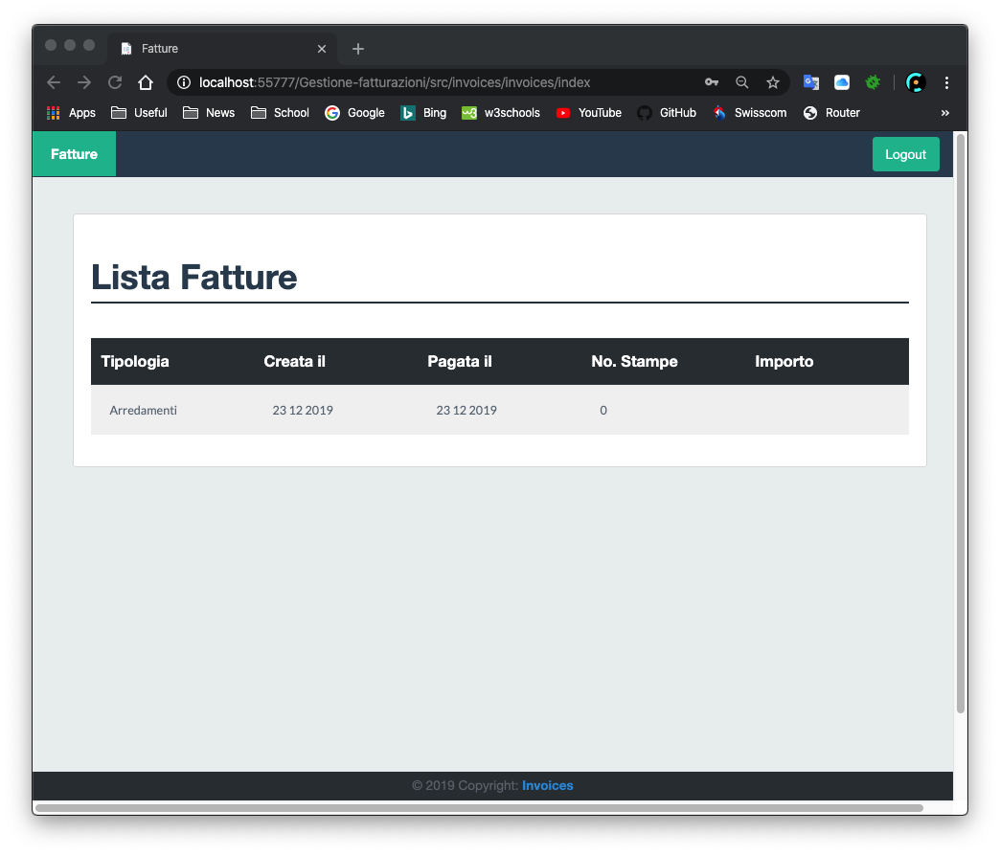 Fatture
localhost:55777/Gestione-fatturazioni/src/invoices/invoices/index
Apps Useful News School Google Bing w3schools YouTube GitHub Swisscom Router »
Fatture Logout
Lista Fatture
Tipologia Creata il Pagata il No. Stampe Importo
Arredamenti 23 12 2019 23 12 2019 0
© 2019 Copyright: Invoices